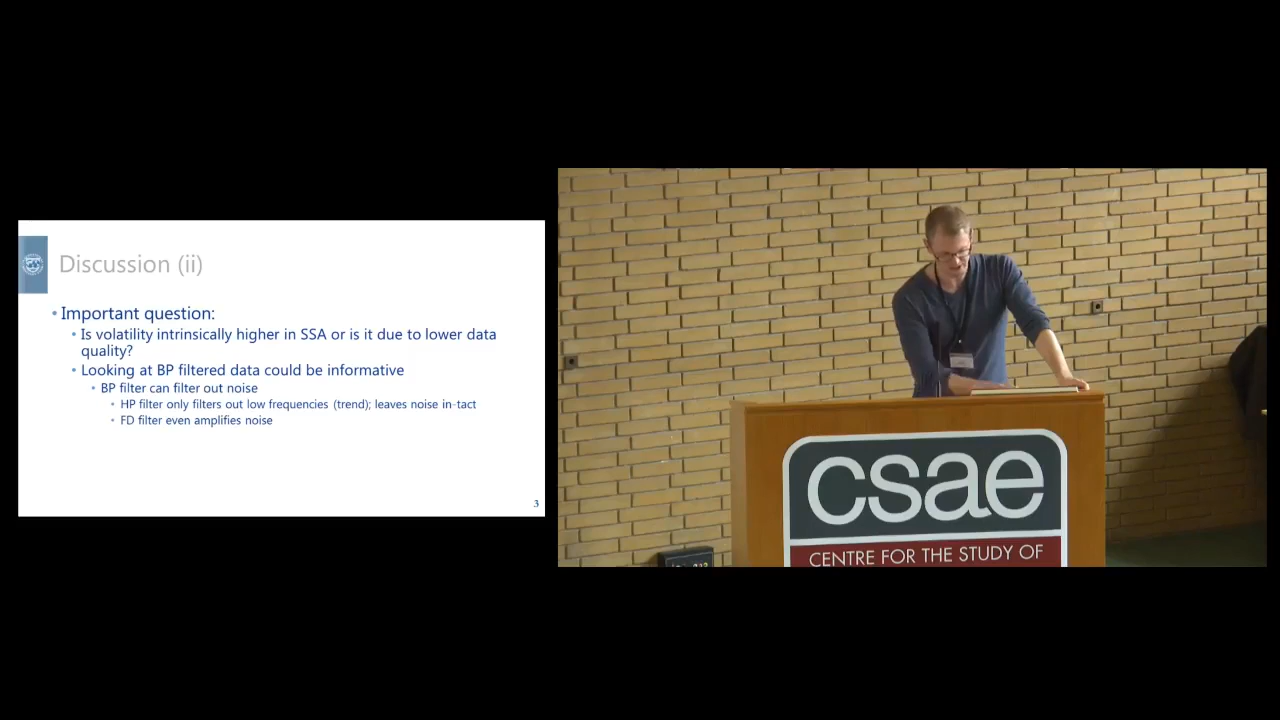 Discussion (ii)
• Important question:
• Is volatility intrinsically higher in SSA or is it due to lower data
quality?
• Looking at BP filtered data could be informative
• BP filter can filter out noise
• HP filter only filters out low frequencies (trend); leaves noise in-tact
• FD filter even amplifies noise
3
csae
CENTRE FOR THE STUDY OF